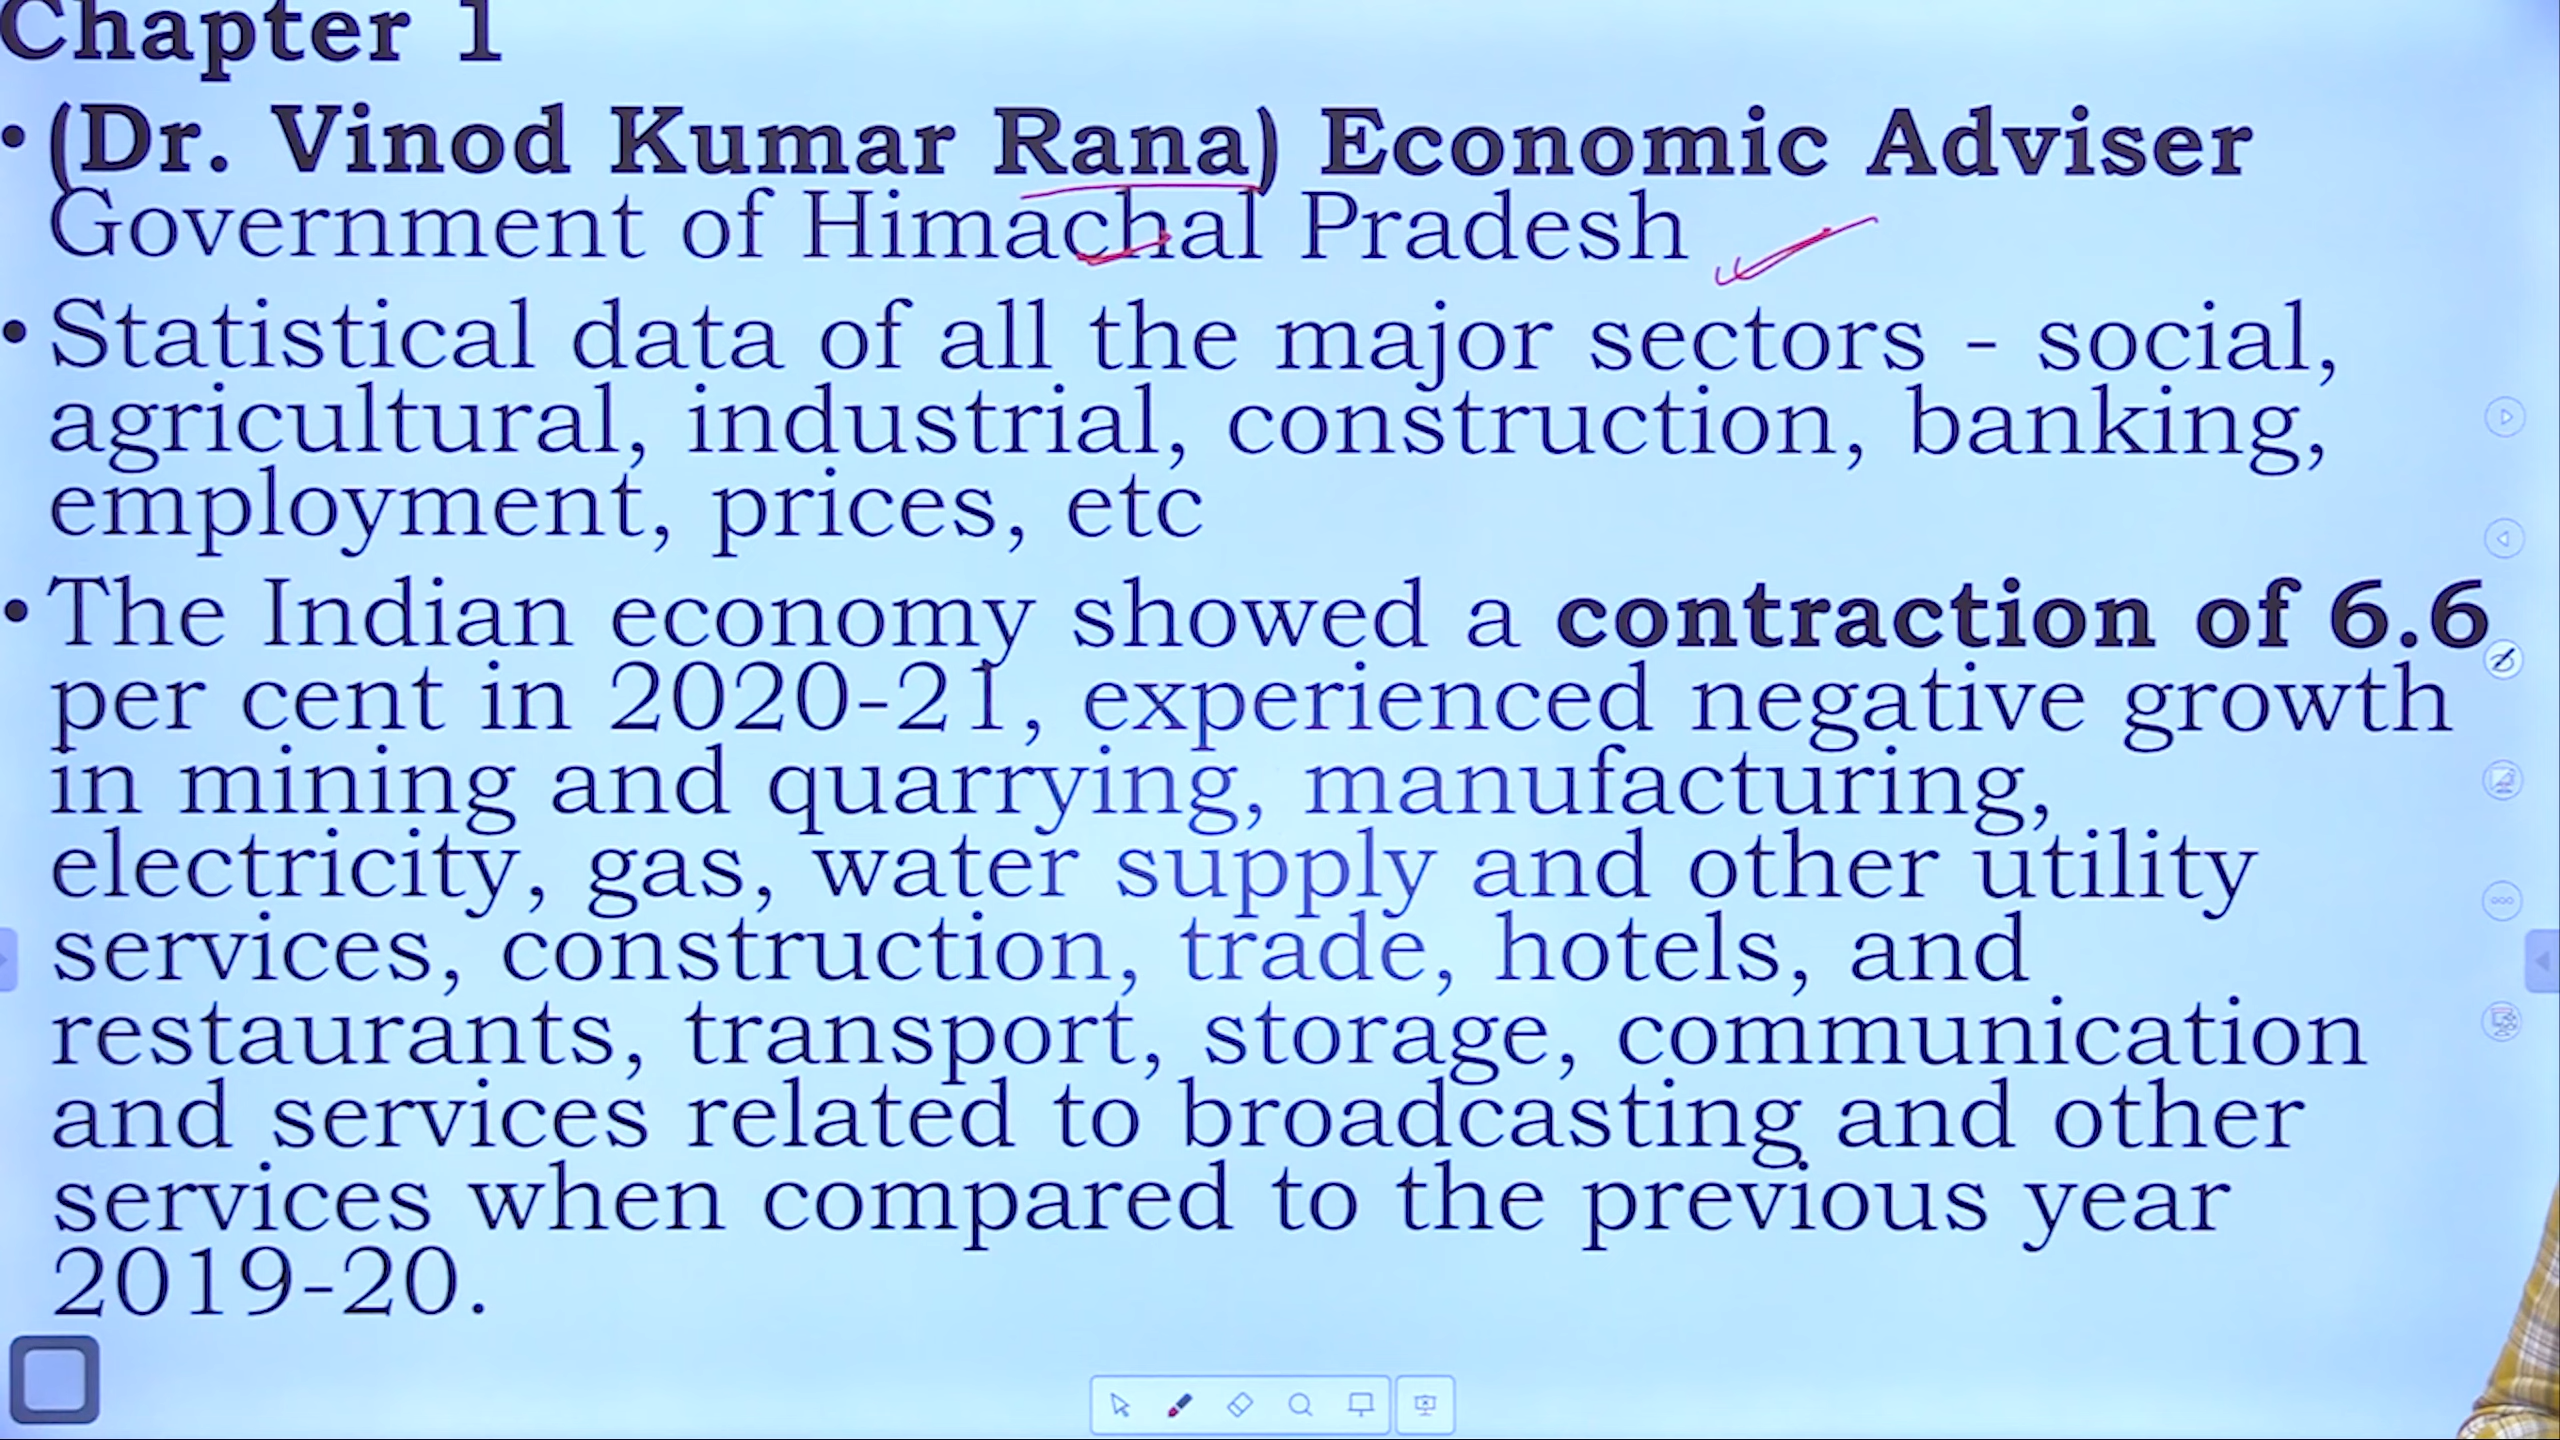 Chapter 1
• (Dr. Vinod Kumar Rana) Economic Adviser
Government of Himachal Pradesh
• Statistical data of all the major sectors - social,
agricultural, industrial, construction, banking,
employment, prices, etc
• The Indian economy showed a contraction of 6.6
per cent in 2020-21, experienced negative growth
in mining and quarrying, manufacturing,
electricity, gas, water supply and other utility
services, construction, trade, hotels, and
restaurants, transport, storage, communication
and services related to broadcasting and other
services when compared to the previous year
2019-20.